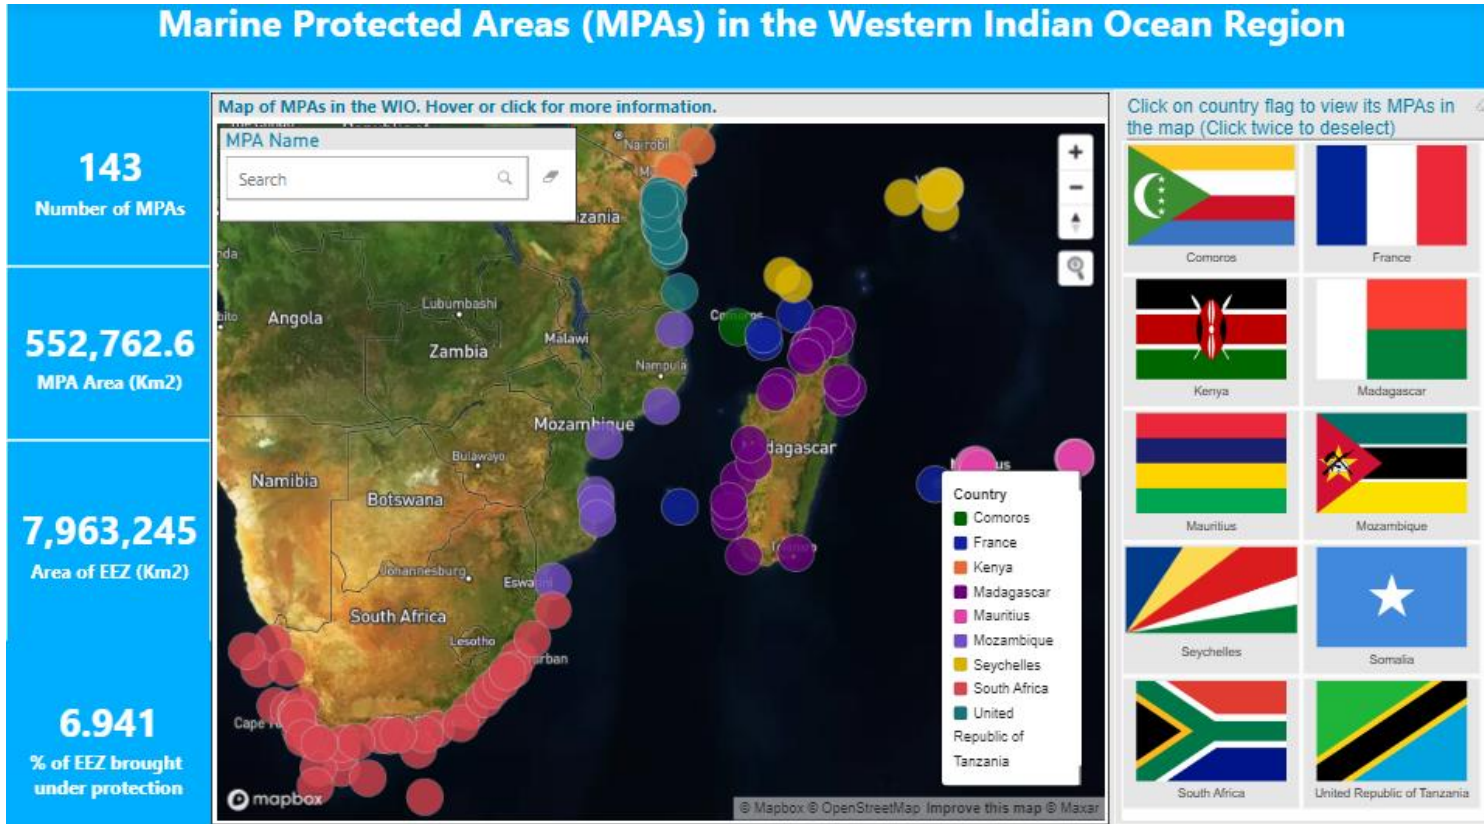 Marine Protected Areas (MPAs) in the Western Indian Ocean Region
143
Number of MPAs
552,762.6
MPA Area (Km2)
7,963,245
Area of EEZ (Km2)
6.941
% of EEZ brought
under protection
Map of MPAs in the WIO. Hover or click for more information.
MPA Name
Search
Nairobi
zania
Angola
Lubumbashi
Zambia
Malawi
Nampula
Mozambique
dagascar
Namibia
Bulawayo
Botswana
Johannesburg
South Africa
Lesotho
rban
Cape
us
Country
Comoros
France
Kenya
Madagascar
Mauritius
Mozambique
Seychelles
South Africa
United
Republic of
Tanzania
mapbox
© Mapbox © OpenStreetMap Improve this map © Maxar
Click on country flag to view its MPAs in
the map (Click twice to deselect)
Comoros
France
Kenya
Madagascar
Mauritius
Mozambique
Seychelles
Somalia
South Africa
United Republic of Tanzania